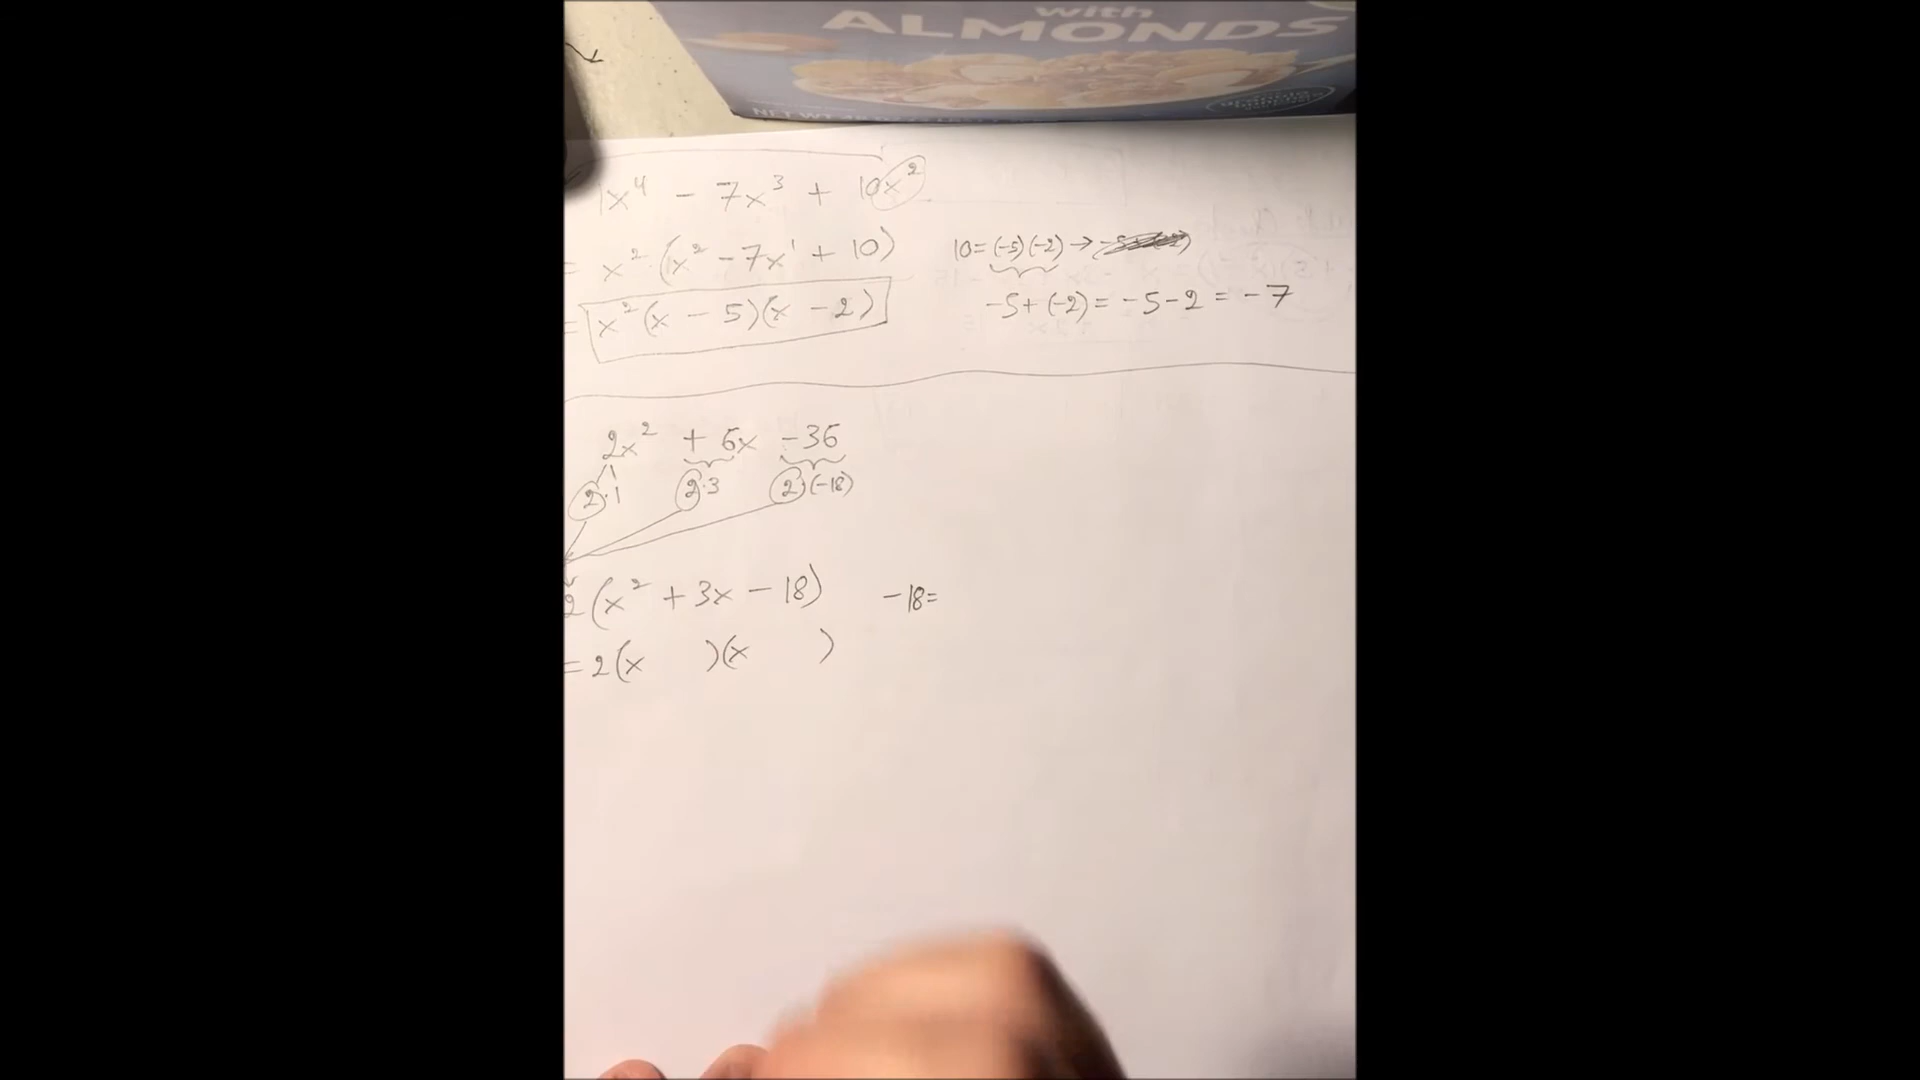 with
ALMONDS
1x⁴ - 7x³ + 10x²
= x² (1x² - 7x¹ + 10)
10 = (-5)(-2) →
= x²(x - 5)(x - 2)
-5 + (-2) = -5 - 2 = -7
2x² + 6x - 36
2·1 2·3 2·(-18)
2(x² + 3x - 18) -18=
= 2(x )(x )